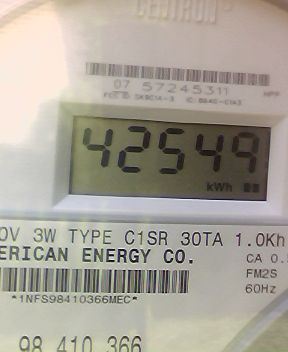 CENTRON
07 57245311
42549
kWh
0V 3W TYPE C1SR 30TA 1.0Kh
ERICAN ENERGY CO.
CA 0.
FM2S
*1NFS98410366MEC*
60Hz
98 410 366